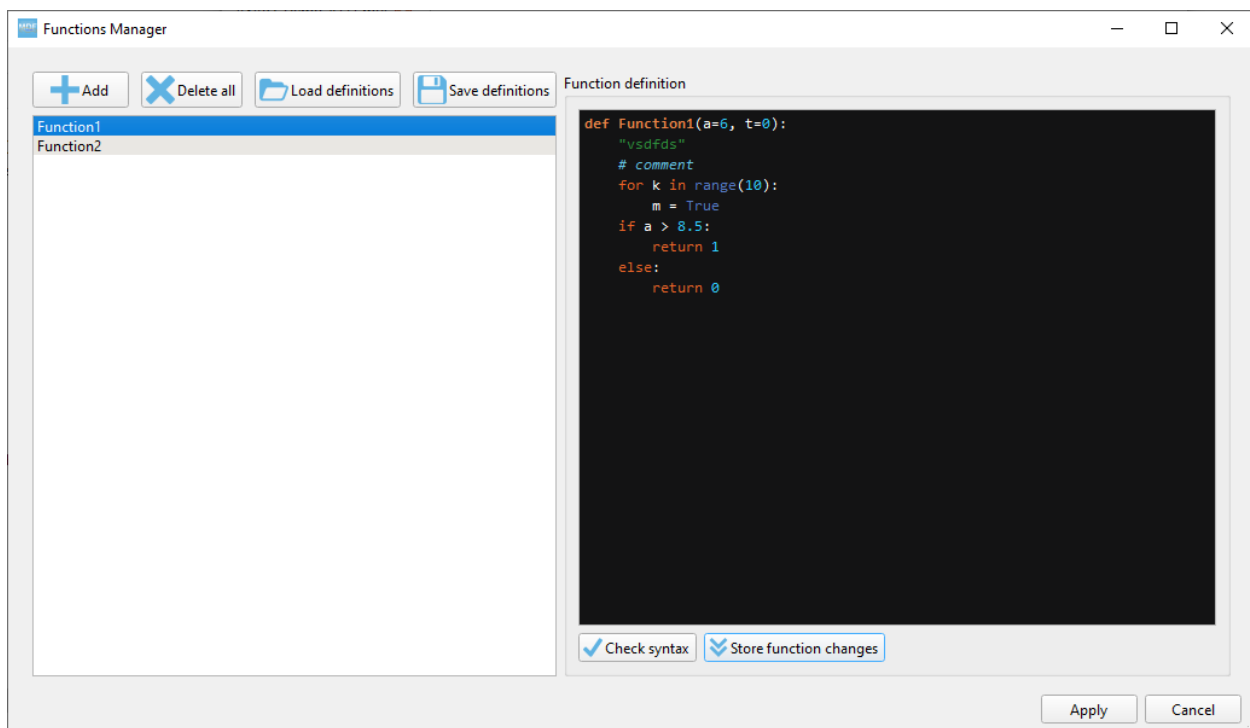 MDF Functions Manager
Add Delete all Load definitions Save definitions
Function1
Function2
Function definition
def Function1(a=6, t=0):
    "vsdfds"
    # comment
    for k in range(10):
        m = True
    if a > 8.5:
        return 1
    else:
        return 0
Check syntax Store function changes
Apply Cancel